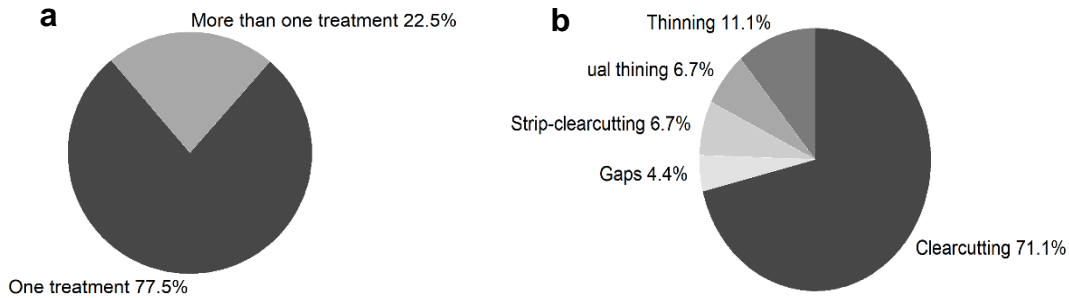 a
More than one treatment 22.5%
One treatment 77.5%
b
Thinning 11.1%
ual thining 6.7%
Strip-clearcutting 6.7%
Gaps 4.4%
Clearcutting 71.1%